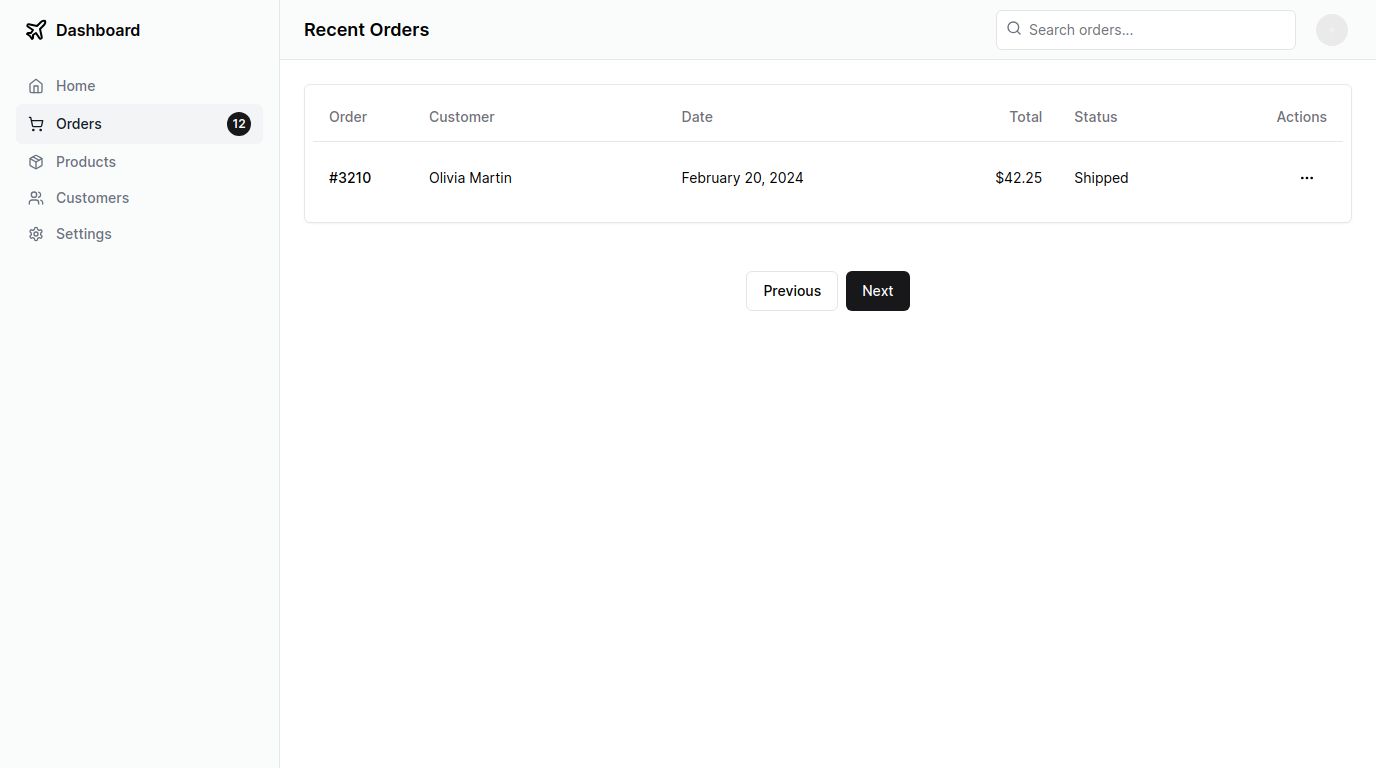 Dashboard
Home
Orders 12
Products
Customers
Settings
Recent Orders
Search orders...
Order Customer Date Total Status Actions
#3210 Olivia Martin February 20, 2024 $42.25 Shipped
Previous Next